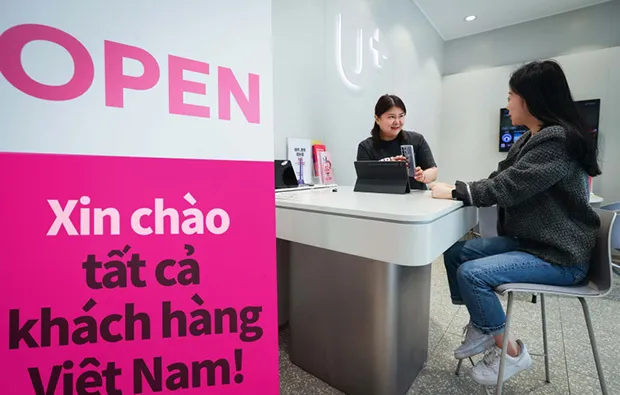 OPEN
Xin chào
tất cả
khách hàng
Việt Nam!
U+